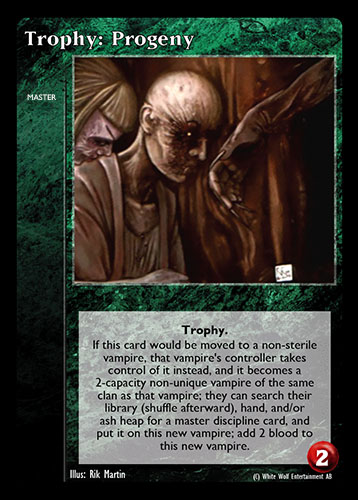 Trophy: Progeny
MASTER
Trophy.
If this card would be moved to a non-sterile
vampire, that vampire's controller takes
control of it instead, and it becomes a
2-capacity non-unique vampire of the same
clan as that vampire; they can search their
library (shuffle afterward), hand, and/or
ash heap for a master discipline card, and
put it on this new vampire; add 2 blood to
this new vampire.
2
Illus: Rik Martin
(C) White Wolf Entertainment AB